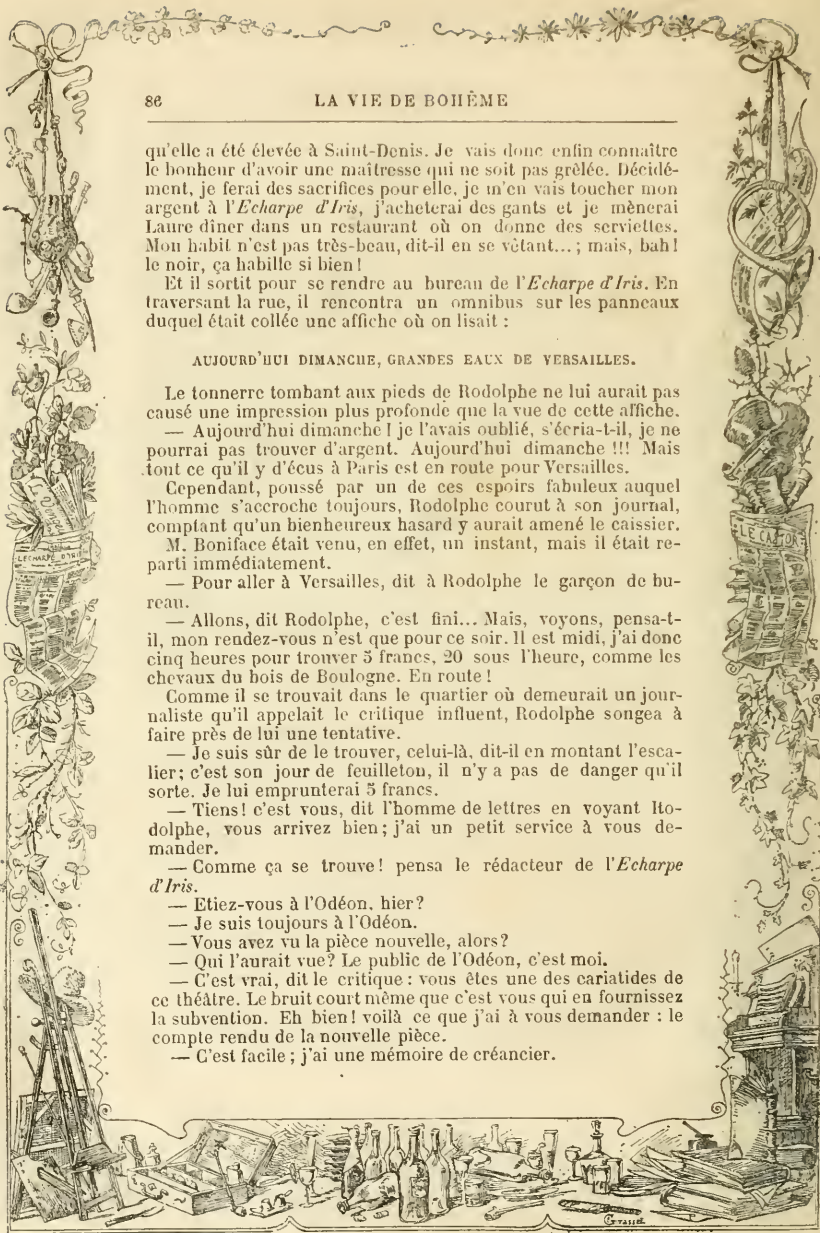 86 LA VIE DE BOHÊME
qu'elle a été élevée à Saint-Denis. Je vais donc enfin connaître
le bonheur d'avoir une maîtresse qui ne soit pas grêlée. Décidé-
ment, je ferai des sacrifices pour elle, je m'en vais toucher mon
argent à l'Echarpe d'Iris, j'achèterai des gants et je mènerai
Laure dîner dans un restaurant où on donne des serviettes.
Mon habit n'est pas très-beau, dit-il en se vêtant... ; mais, bah !
le noir, ça habille si bien !
Et il sortit pour se rendre au bureau de l'Echarpe d'Iris. En
traversant la rue, il rencontra un omnibus sur les panneaux
duquel était collée une affiche où on lisait :
AUJOURD'HUI DIMANCHE, GRANDES EAUX DE VERSAILLES.
Le tonnerre tombant aux pieds de Rodolphe ne lui aurait pas
causé une impression plus profonde que la vue de cette affiche.
— Aujourd'hui dimanche ! je l'avais oublié, s'écria-t-il, je ne
pourrai pas trouver d'argent. Aujourd'hui dimanche !!! Mais
tout ce qu'il y d'écus à Paris est en route pour Versailles.
Cependant, poussé par un de ces espoirs fabuleux auquel
l'homme s'accroche toujours, Rodolphe courut à son journal,
comptant qu'un bienheureux hasard y aurait amené le caissier.
M. Boniface était venu, en effet, un instant, mais il était re-
parti immédiatement.
— Pour aller à Versailles, dit à Rodolphe le garçon de bu-
reau.
— Allons, dit Rodolphe, c'est fini... Mais, voyons, pensa-t-
il, mon rendez-vous n'est que pour ce soir. Il est midi, j'ai donc
cinq heures pour trouver 5 francs, 20 sous l'heure, comme les
chevaux du bois de Boulogne. En route !
Comme il se trouvait dans le quartier où demeurait un jour-
naliste qu'il appelait le critique influent, Rodolphe songea à
faire près de lui une tentative.
— Je suis sûr de le trouver, celui-là, dit-il en montant l'esca-
lier; c'est son jour de feuilleton, il n'y a pas de danger qu'il
sorte. Je lui emprunterai 5 francs.
— Tiens! c'est vous, dit l'homme de lettres en voyant Ro-
dolphe, vous arrivez bien; j'ai un petit service à vous de-
mander.
— Comme ça se trouve! pensa le rédacteur de l'Echarpe
d'Iris.
— Etiez-vous à l'Odéon, hier?
— Je suis toujours à l'Odéon.
— Vous avez vu la pièce nouvelle, alors?
— Qui l'aurait vue? Le public de l'Odéon, c'est moi.
— C'est vrai, dit le critique : vous êtes une des cariatides de
ce théâtre. Le bruit court même que c'est vous qui en fournissez
la subvention. Eh bien! voilà ce que j'ai à vous demander : le
compte rendu de la nouvelle pièce.
— C'est facile ; j'ai une mémoire de créancier.
LECHARPE D'IRIS
LE CASTOR
Grasset